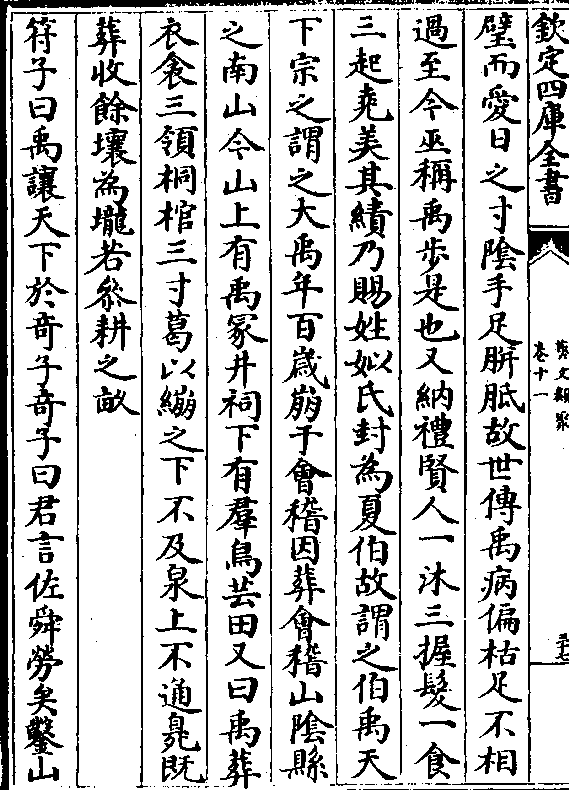 欽定四庫全書
藝文類聚
卷十一
璧而愛日之寸陰手足胼胝故世傳禹病偏枯足不相
過至今巫稱禹步是也又納禮賢人一沐三握髮一食
三起堯美其績乃賜姓姒氏封為夏伯故謂之伯禹天
下宗之謂之大禹年百歲崩于會稽因葬會稽山陰縣
之南山今山上有禹冢井祠下有羣鳥芸田又曰禹葬
衣衾三領桐棺三寸葛以繃之下不及泉上不通臰既
葬收餘壤為壠若叅耕之畝
符子曰禹讓天下於奇子奇子曰君言佐舜勞矣鑿山